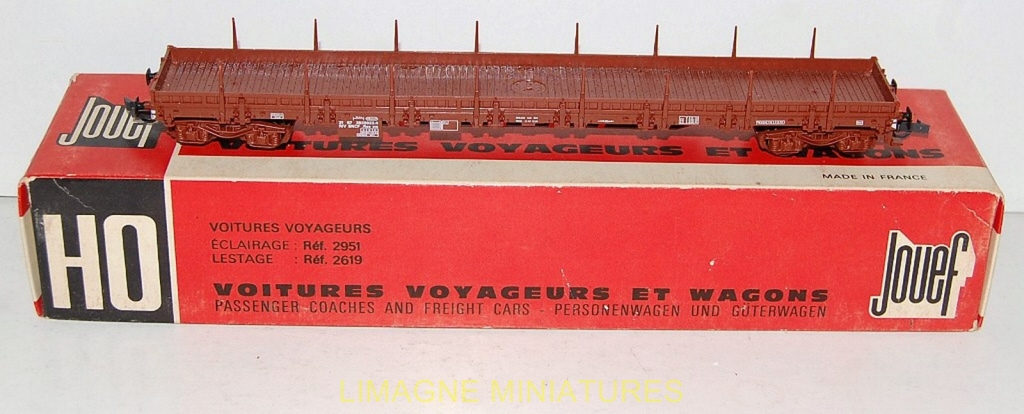 Jouef
VOITURES VOYAGEURS ET WAGONS
MADE IN FRANCE
HO
VOITURES VOYAGEURS
ÉCLAIRAGE : Réf. 2951
LESTAGE : Réf. 2619
Jouef
VOITURES VOYAGEURS ET WAGONS
PASSENGER COACHES AND FREIGHT CARS - PERSONENWAGEN UND GÜTERWAGEN
LIMAGNE MINIATURES